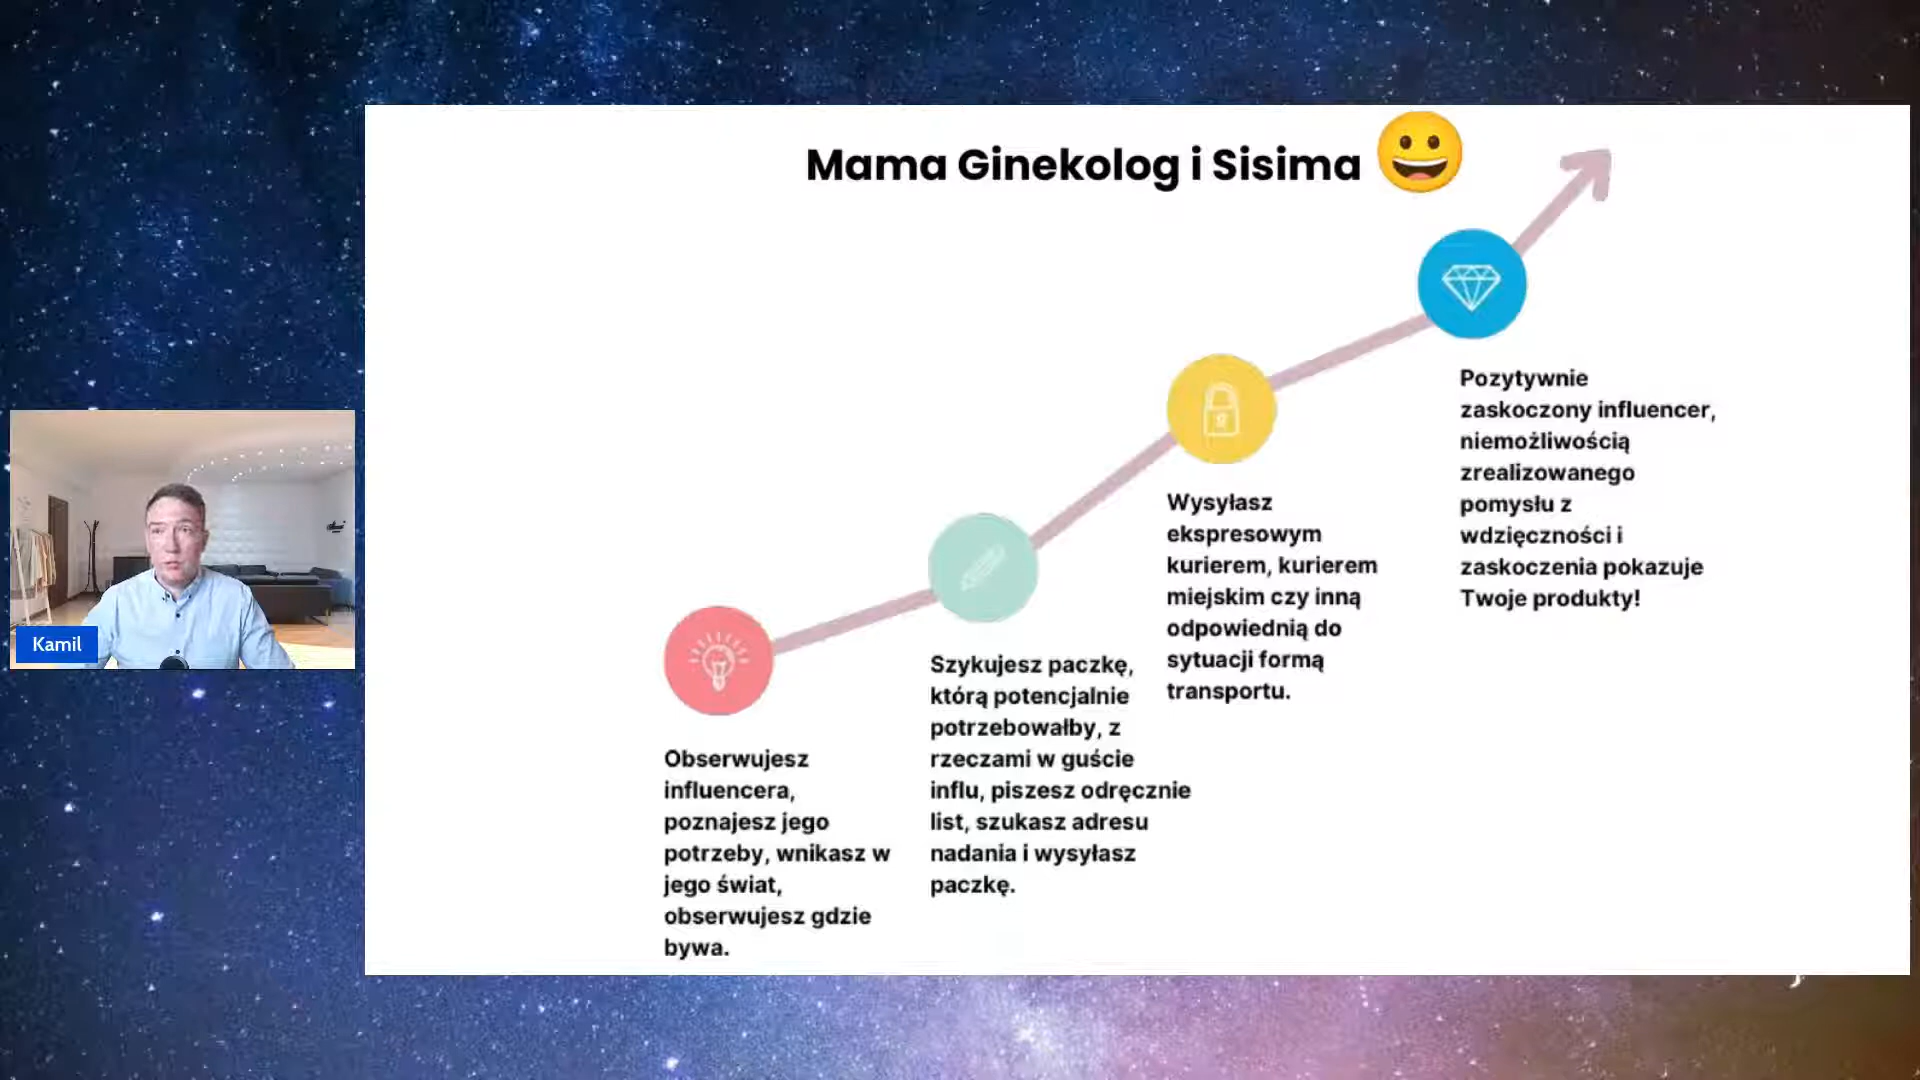 Mama Ginekolog i Sisima
Pozytywnie
zaskoczony influencer,
niemożliwością
zrealizowanego
pomysłu z
wdzięczności i
zaskoczenia pokazuje
Twoje produkty!
Wysyłasz
ekspresowym
kurierem, kurierem
miejskim czy inną
odpowiednią do
sytuacji formą
transportu.
Szykujesz paczkę,
którą potencjalnie
potrzebowałby, z
rzeczami w guście
influ, piszesz odręcznie
list, szukasz adresu
nadania i wysyłasz
paczkę.
Obserwujesz
influencera,
poznajesz jego
potrzeby, wnikasz w
jego świat,
obserwujesz gdzie
bywa.
Kamil